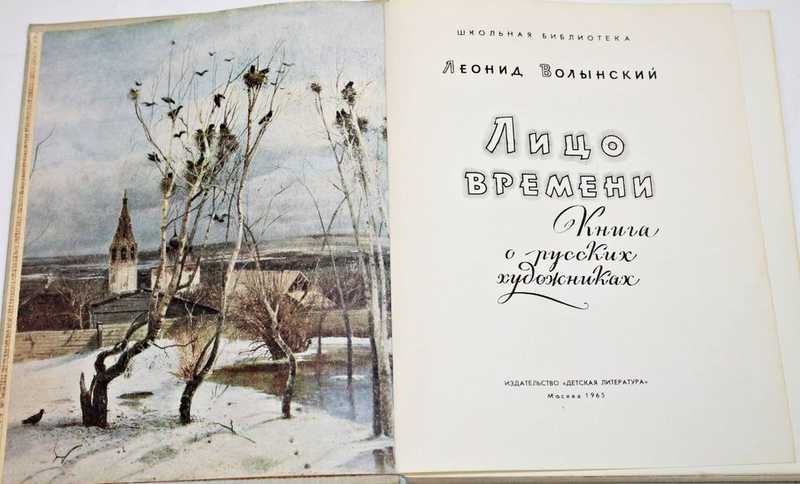 ШКОЛЬНАЯ БИБЛИОТЕКА
ЛЕОНИД ВОЛЫНСКИЙ
ЛИЦО
ВРЕМЕНИ
Книга
о русских
художниках
ИЗДАТЕЛЬСТВО «ДЕТСКАЯ ЛИТЕРАТУРА»
Москва 1965